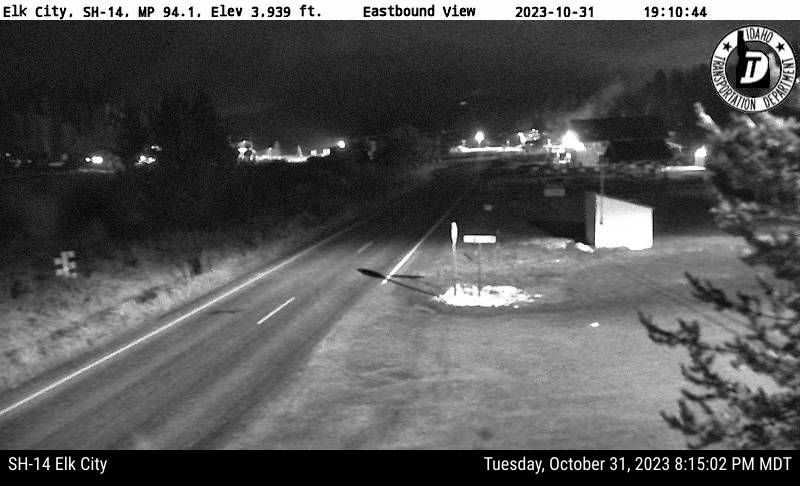 Elk City, SH-14, MP 94.1, Elev 3,939 ft. Eastbound View 2023-10-31 19:10:44
IDAHO
TRANSPORTATION DEPARTMENT
SH-14 Elk City Tuesday, October 31, 2023 8:15:02 PM MDT